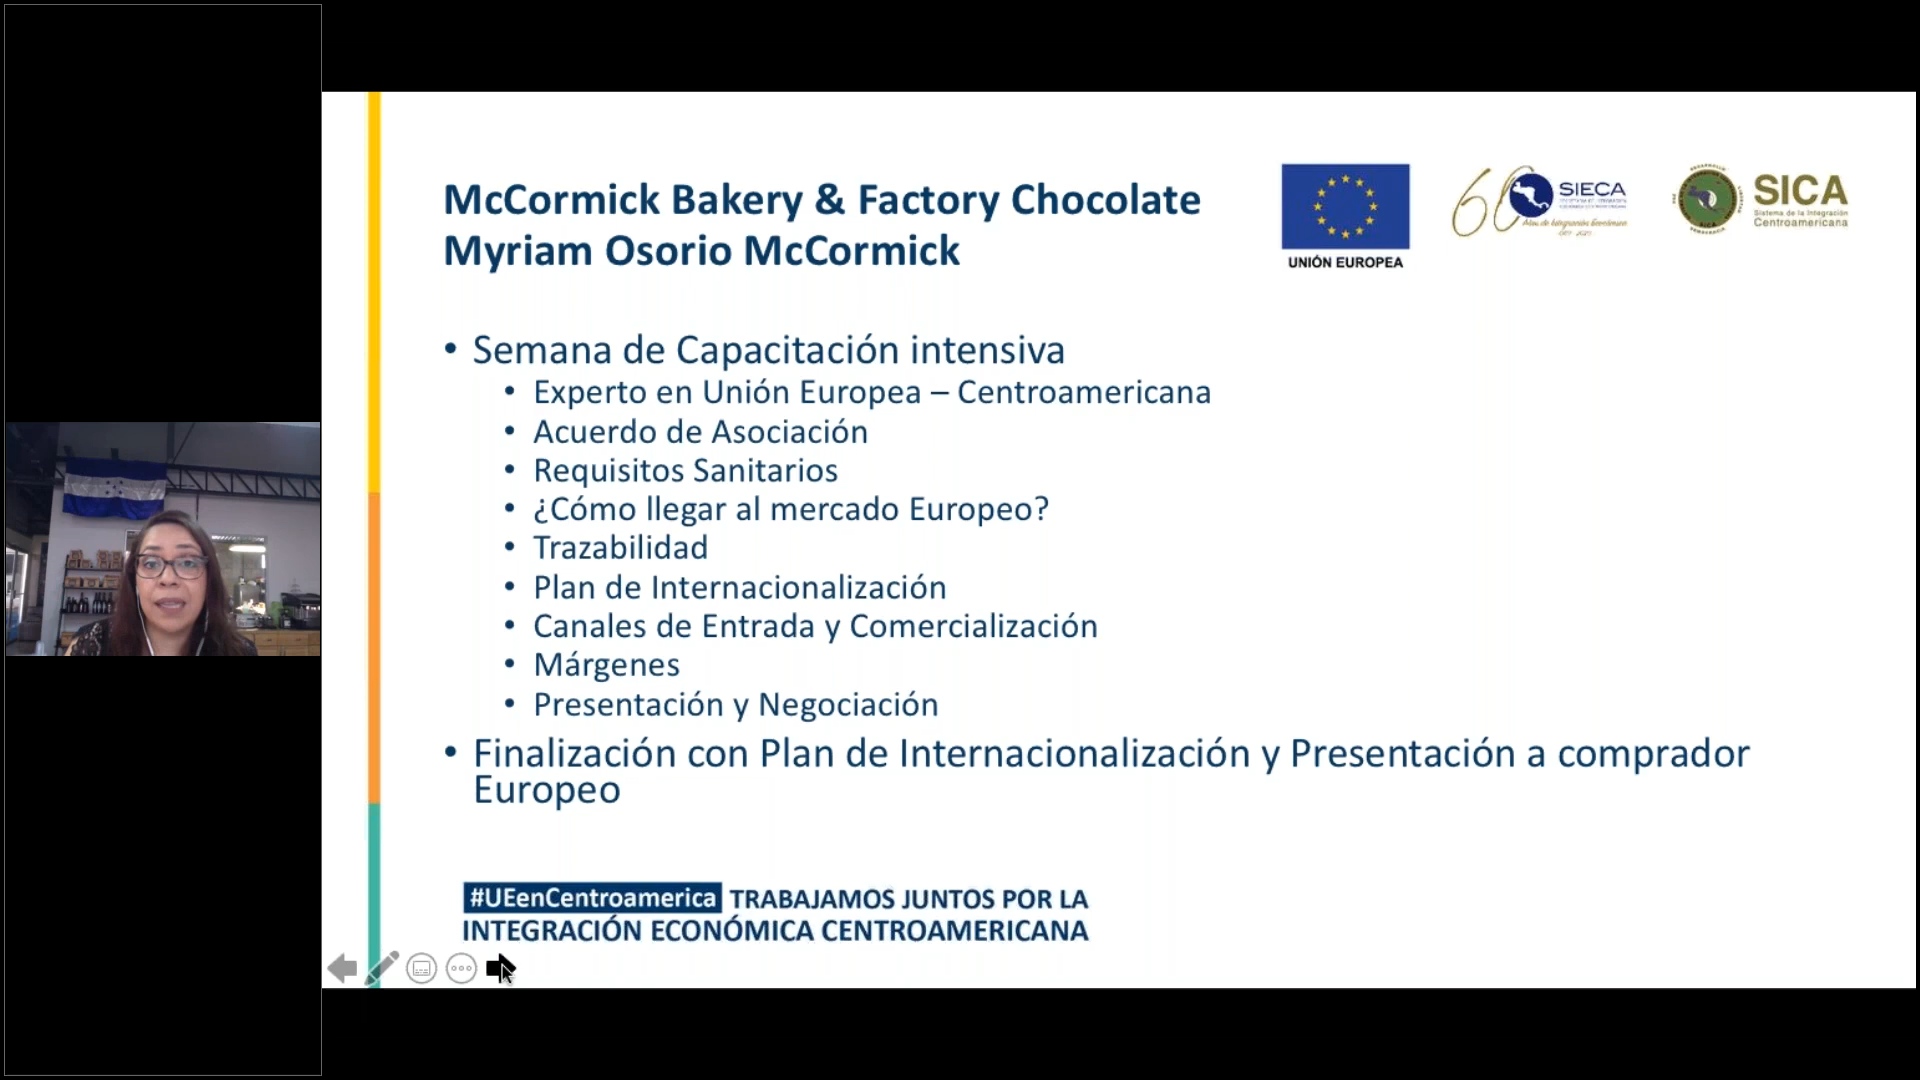 McCormick Bakery & Factory Chocolate
Myriam Osorio McCormick
UNIÓN EUROPEA
60
SIECA
SICA
Sistema de la Integración
Centroamericana
• Semana de Capacitación intensiva
• Experto en Unión Europea – Centroamericana
• Acuerdo de Asociación
• Requisitos Sanitarios
• ¿Cómo llegar al mercado Europeo?
• Trazabilidad
• Plan de Internacionalización
• Canales de Entrada y Comercialización
• Márgenes
• Presentación y Negociación
• Finalización con Plan de Internacionalización y Presentación a comprador
Europeo
#UEenCentroamerica TRABAJAMOS JUNTOS POR LA
INTEGRACIÓN ECONÓMICA CENTROAMERICANA